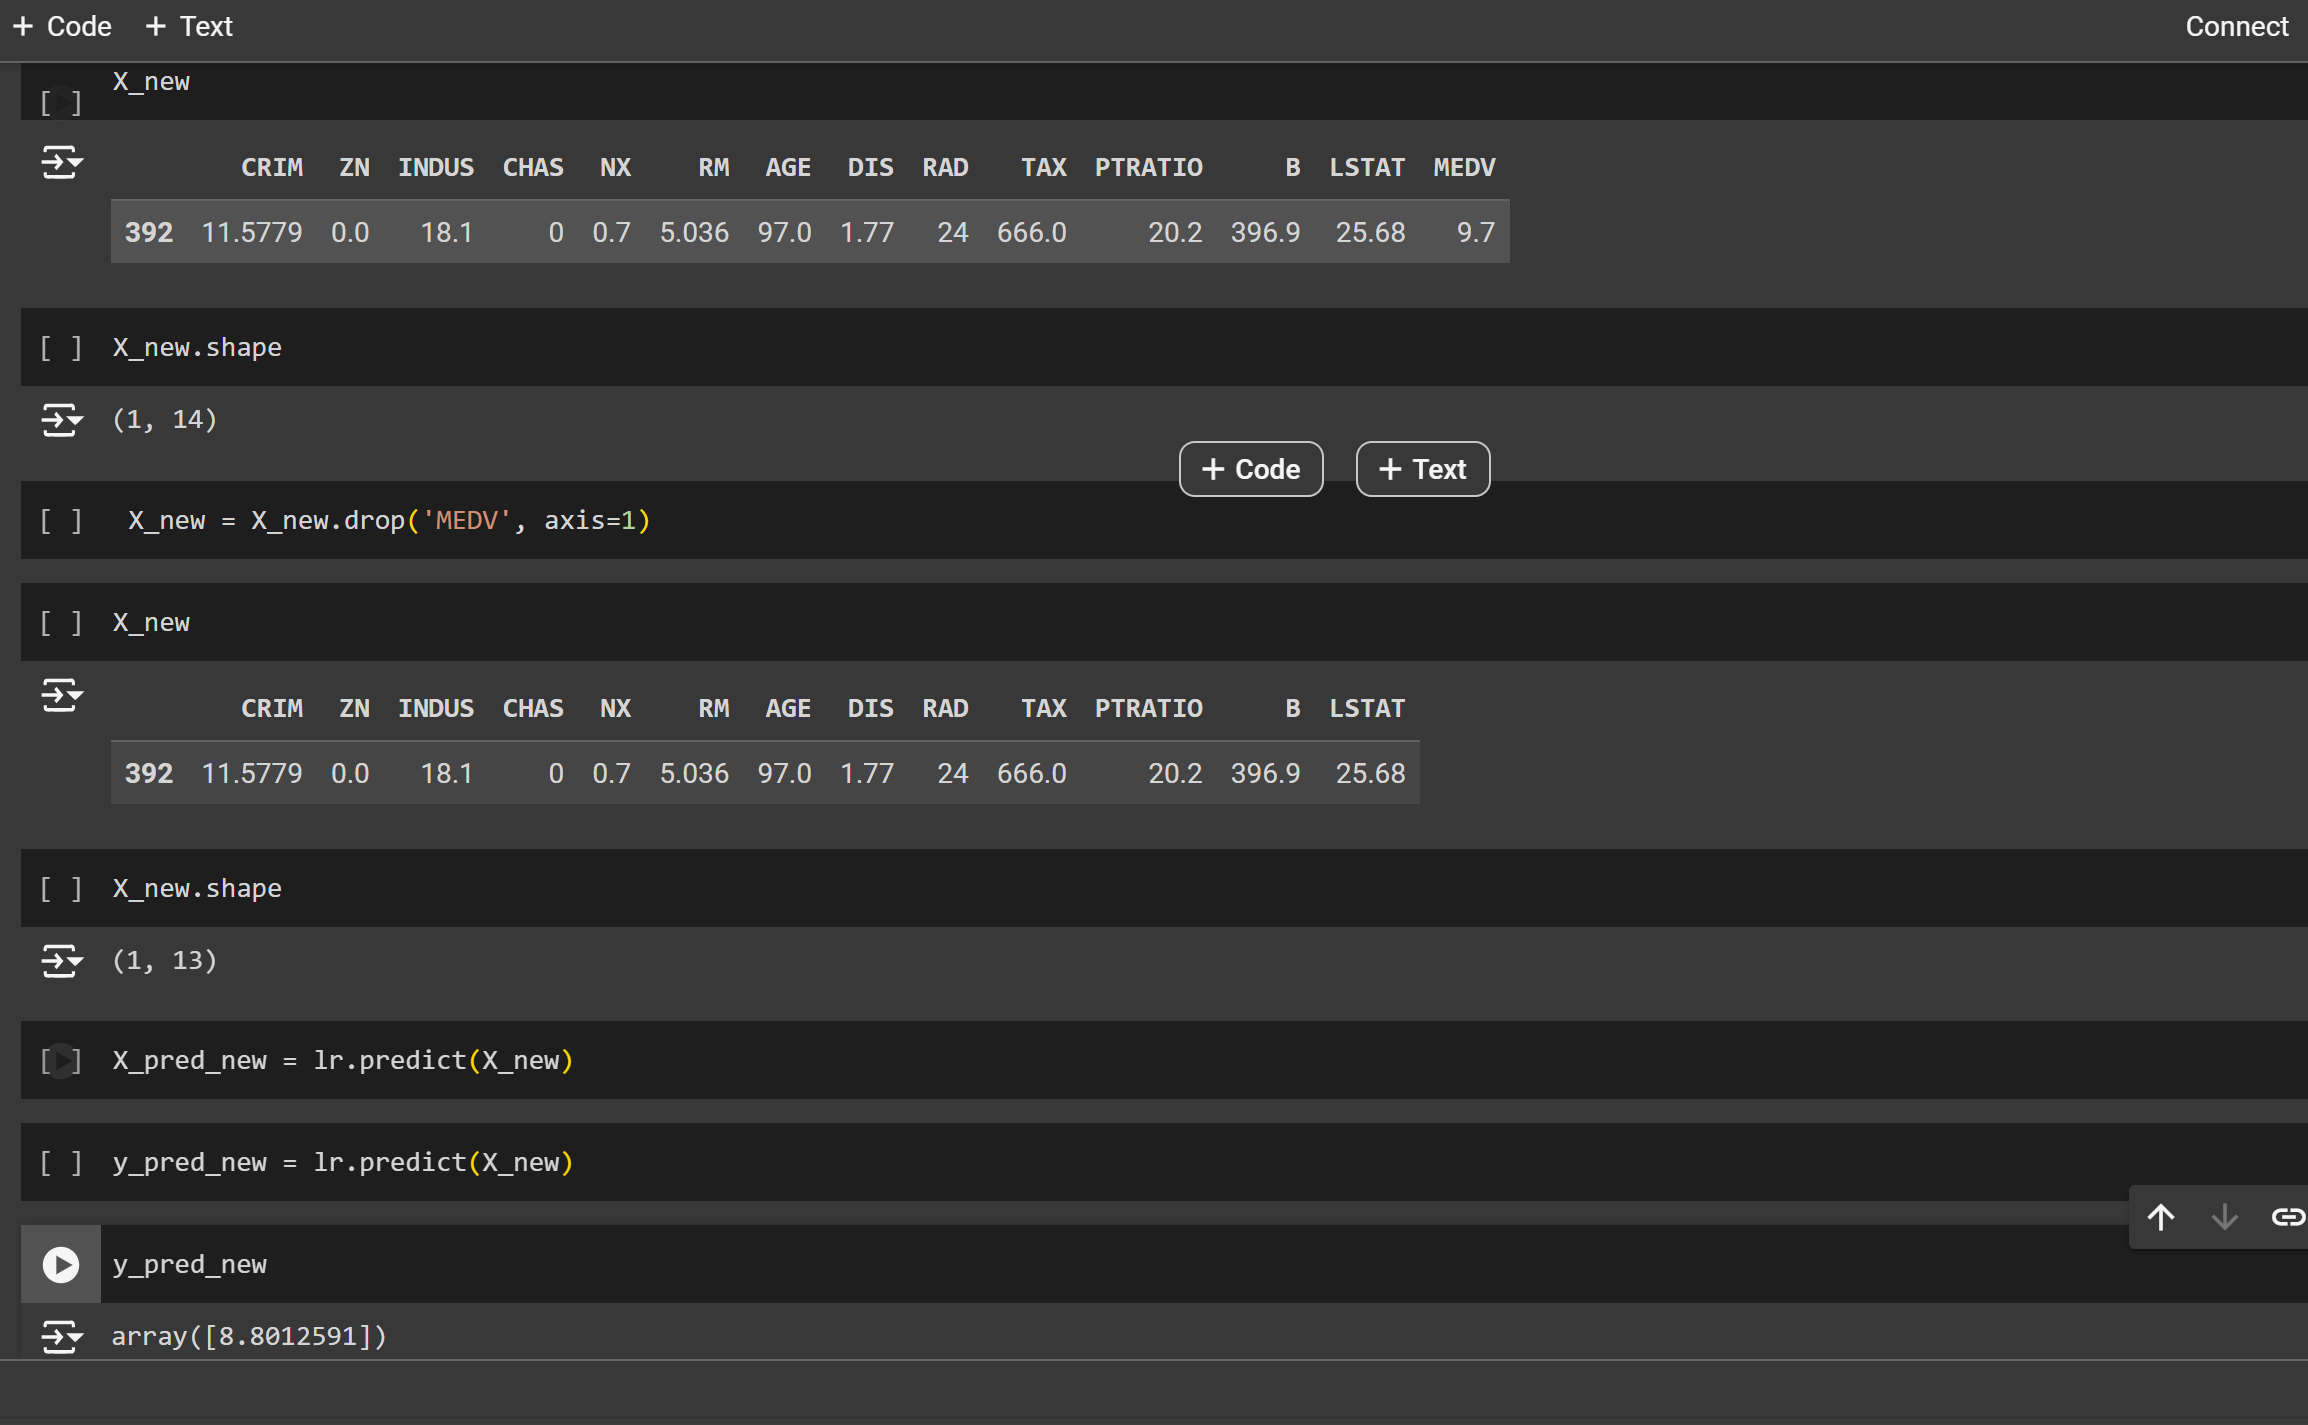 + Code + Text Connect
[ ] X_new
CRIM ZN INDUS CHAS NX RM AGE DIS RAD TAX PTRATIO B LSTAT MEDV
392 11.5779 0.0 18.1 0 0.7 5.036 97.0 1.77 24 666.0 20.2 396.9 25.68 9.7
[ ] X_new.shape
(1, 14)
+ Code + Text
[ ] X_new = X_new.drop('MEDV', axis=1)
[ ] X_new
CRIM ZN INDUS CHAS NX RM AGE DIS RAD TAX PTRATIO B LSTAT
392 11.5779 0.0 18.1 0 0.7 5.036 97.0 1.77 24 666.0 20.2 396.9 25.68
[ ] X_new.shape
(1, 13)
[ ] X_pred_new = lr.predict(X_new)
[ ] y_pred_new = lr.predict(X_new)
y_pred_new
array([8.8012591])